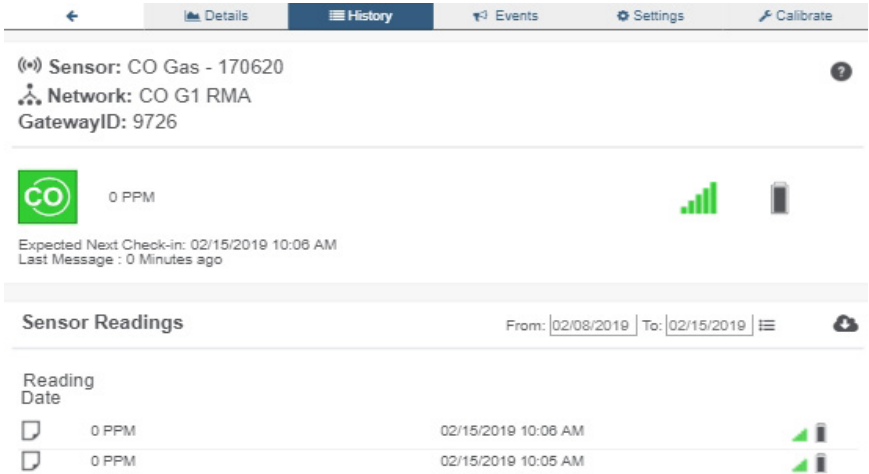 Details History Events Settings Calibrate
Sensor: CO Gas - 170620
Network: CO G1 RMA
GatewayID: 9726
CO 0 PPM
Expected Next Check-in: 02/15/2019 10:06 AM
Last Message : 0 Minutes ago
Sensor Readings From: 02/08/2019 To: 02/15/2019
Reading
Date
0 PPM 02/15/2019 10:06 AM
0 PPM 02/15/2019 10:05 AM